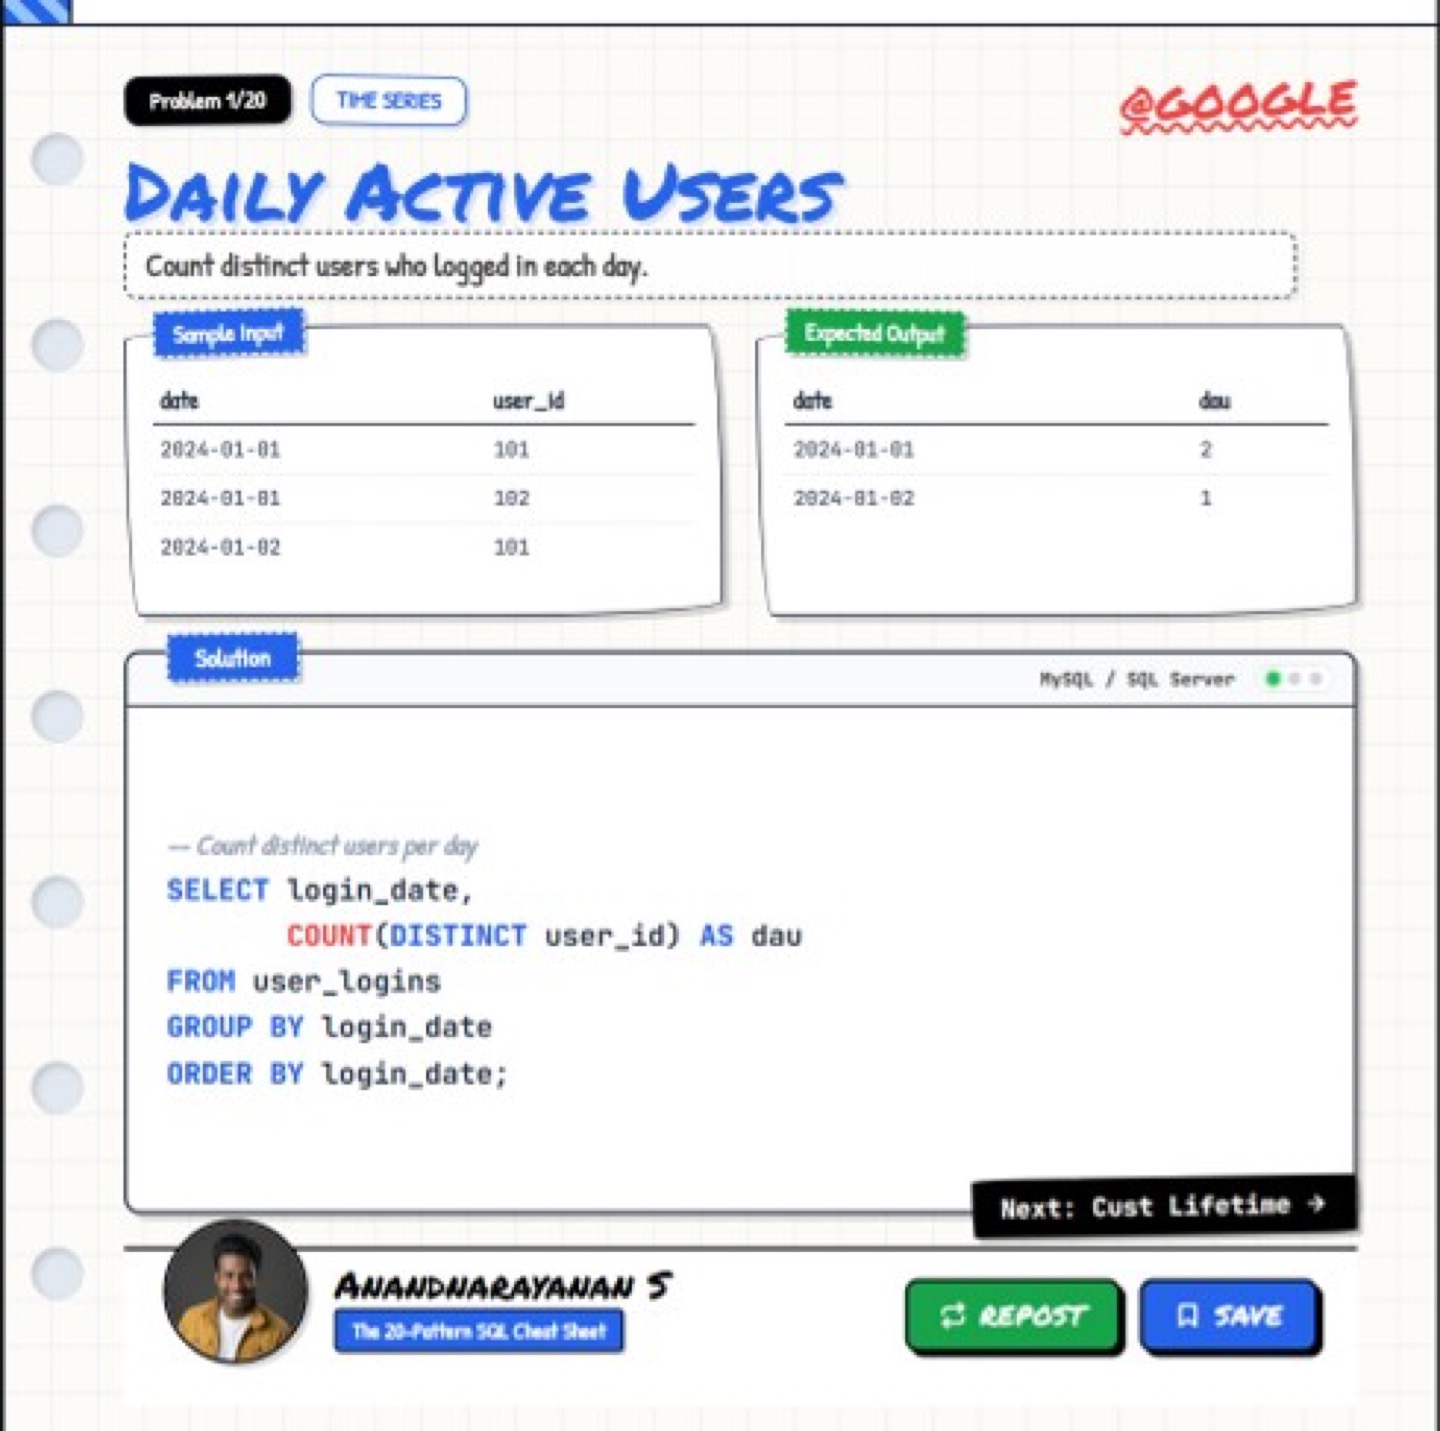 Problem 1/20 TIME SERIES @GOOGLE
DAILY ACTIVE USERS
Count distinct users who logged in each day.
Sample Input
date user_id
2024-01-01 101
2024-01-01 102
2024-01-02 101
Expected Output
date dau
2024-01-01 2
2024-01-02 1
Solution
MySQL / SQL Server
-- Count distinct users per day
SELECT login_date,
COUNT(DISTINCT user_id) AS dau
FROM user_logins
GROUP BY login_date
ORDER BY login_date;
Next: Cust Lifetime →
ANANDNARAYANAN S
The 20-Pattern SQL Cheat Sheet
REPOST SAVE